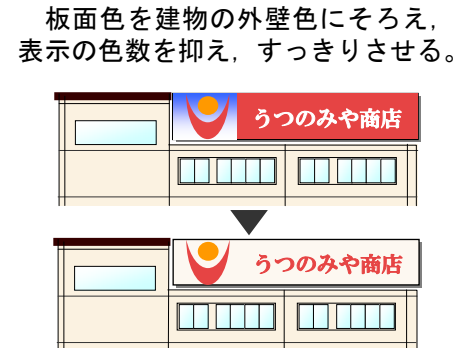 板面色を建物の外壁色にそろえ，
表示の色数を抑え，すっきりさせる。
うつのみや商店
うつのみや商店